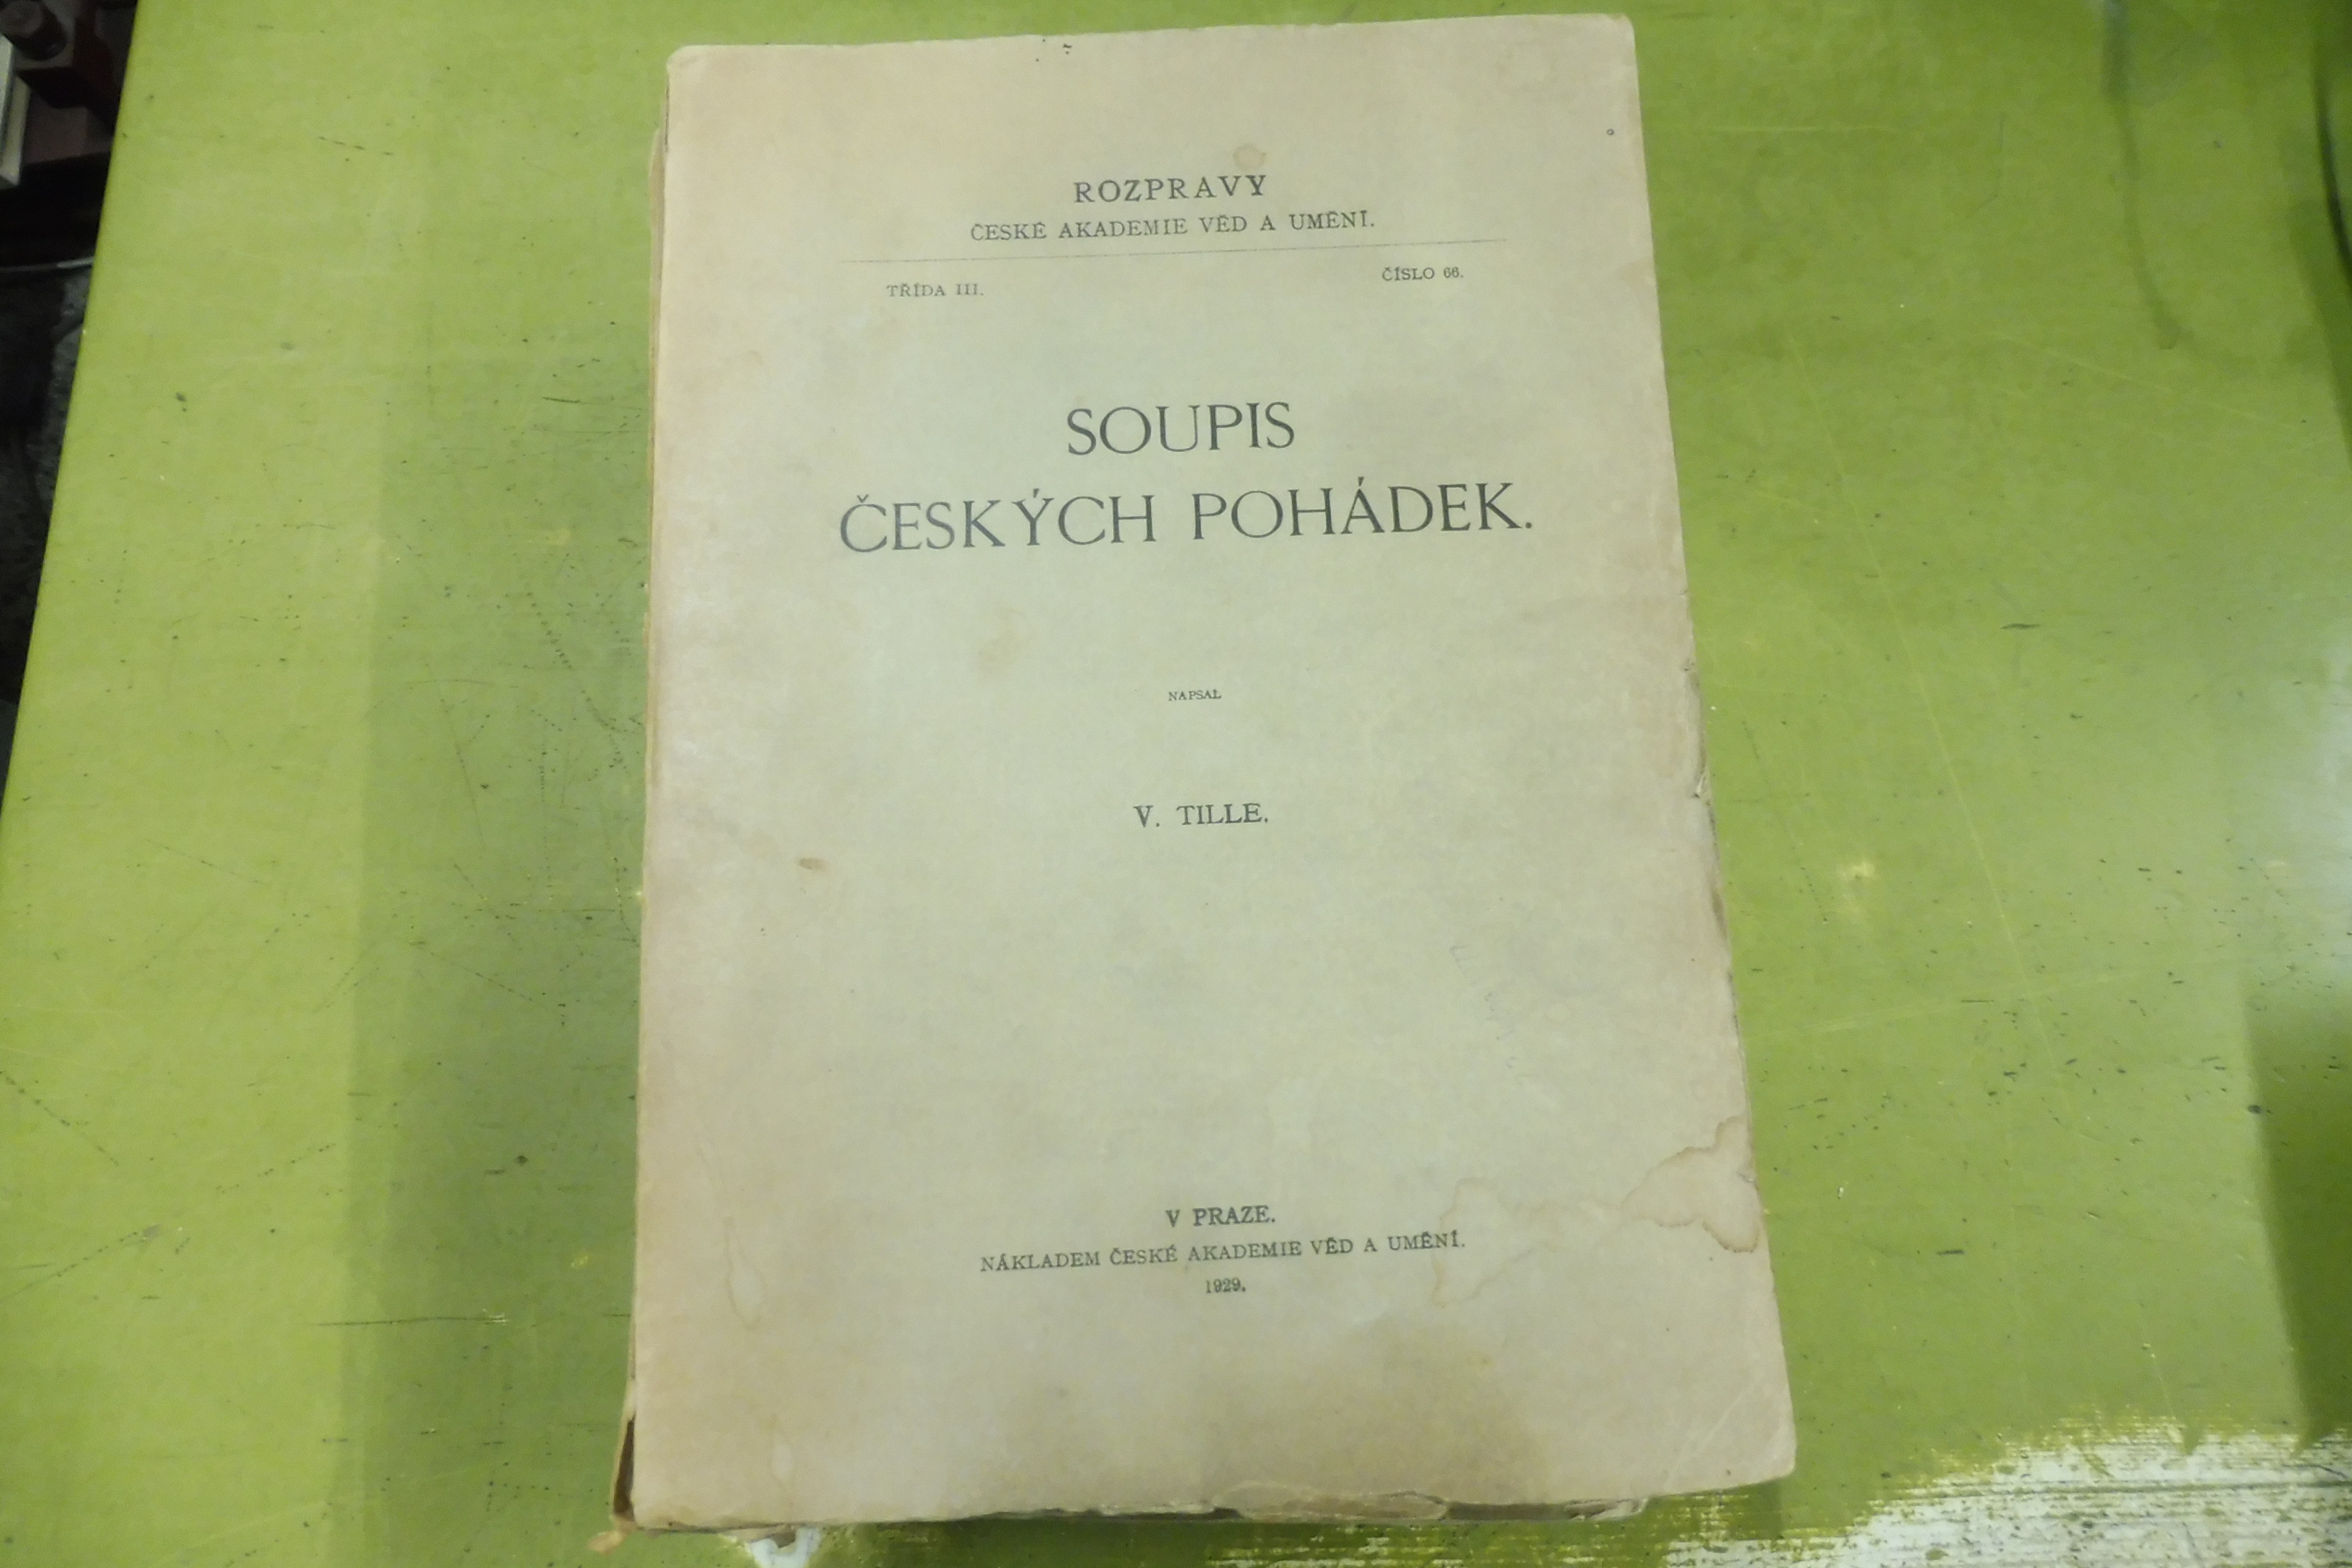 ROZPRAVY
ČESKÉ AKADEMIE VĚD A UMĚNÍ.
TŘÍDA III.
ČÍSLO 66.
SOUPIS
ČESKÝCH POHÁDEK.
NAPSAL
V. TILLE.
V PRAZE.
NÁKLADEM ČESKÉ AKADEMIE VĚD A UMĚNÍ.
1929.